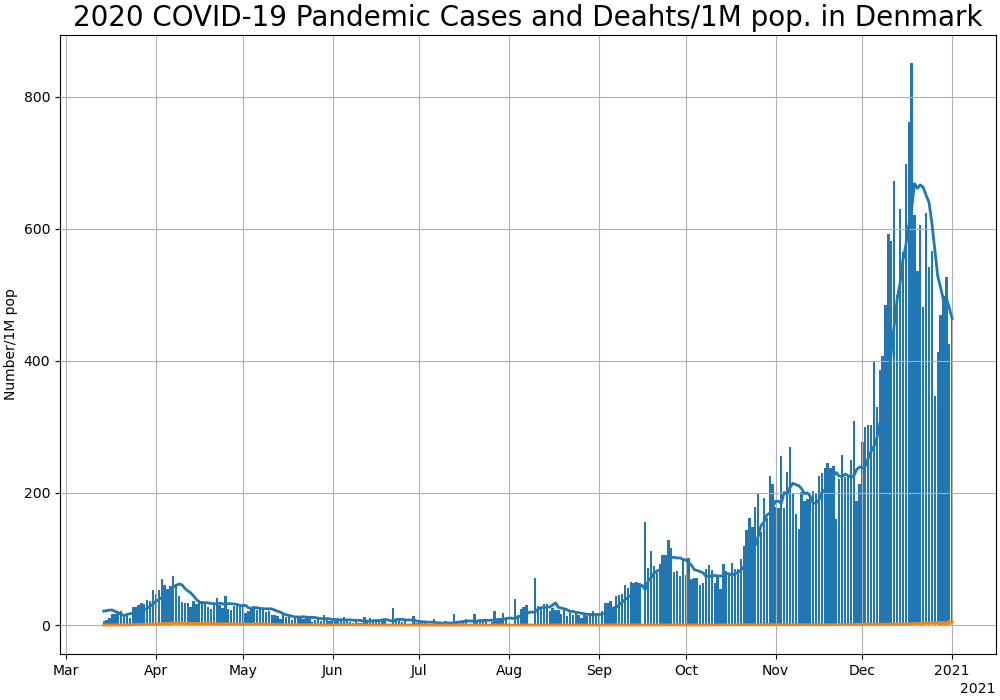 2020 COVID-19 Pandemic Cases and Deahts/1M pop. in Denmark
Number/1M pop
800
600
400
200
0
Mar Apr May Jun Jul Aug Sep Oct Nov Dec 2021
2021